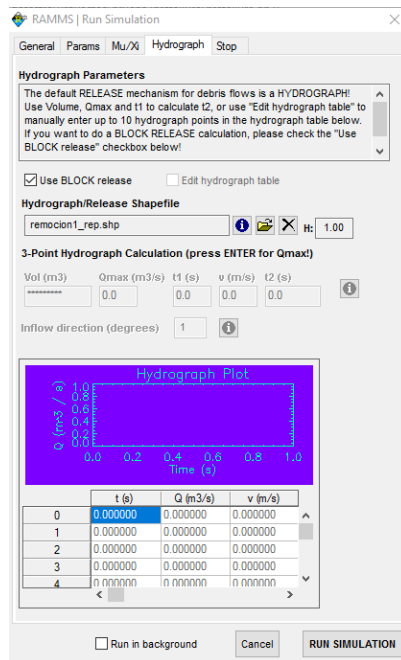 RAMMS | Run Simulation
General Params Mu/Xi Hydrograph Stop
Hydrograph Parameters
The default RELEASE mechanism for debris flows is a HYDROGRAPH!
Use Volume, Qmax and t1 to calculate t2, or use "Edit hydrograph table" to
manually enter up to 10 hydrograph points in the hydrograph table below.
If you want to do a BLOCK RELEASE calculation, please check the "Use
BLOCK release" checkbox below!
Use BLOCK release Edit hydrograph table
Hydrograph/Release Shapefile
remocion1_rep.shp H: 1.00
3-Point Hydrograph Calculation (press ENTER for Qmax!)
Vol (m3) Qmax (m3/s) t1 (s) υ (m/s) t2 (s)
********* 0.0 0.0 0.0 0.0
Inflow direction (degrees) 1
Hydrograph Plot
Q (m3 / s)
1.0
0.8
0.6
0.4
0.2
0.0
0.0 0.2 0.4 0.6 0.8 1.0
Time (s)
t (s) Q (m3/s) v (m/s)
0 0.000000 0.000000 0.000000
1 0.000000 0.000000 0.000000
2 0.000000 0.000000 0.000000
3 0.000000 0.000000 0.000000
4 0.000000 0.000000 0.000000
Run in background Cancel RUN SIMULATION